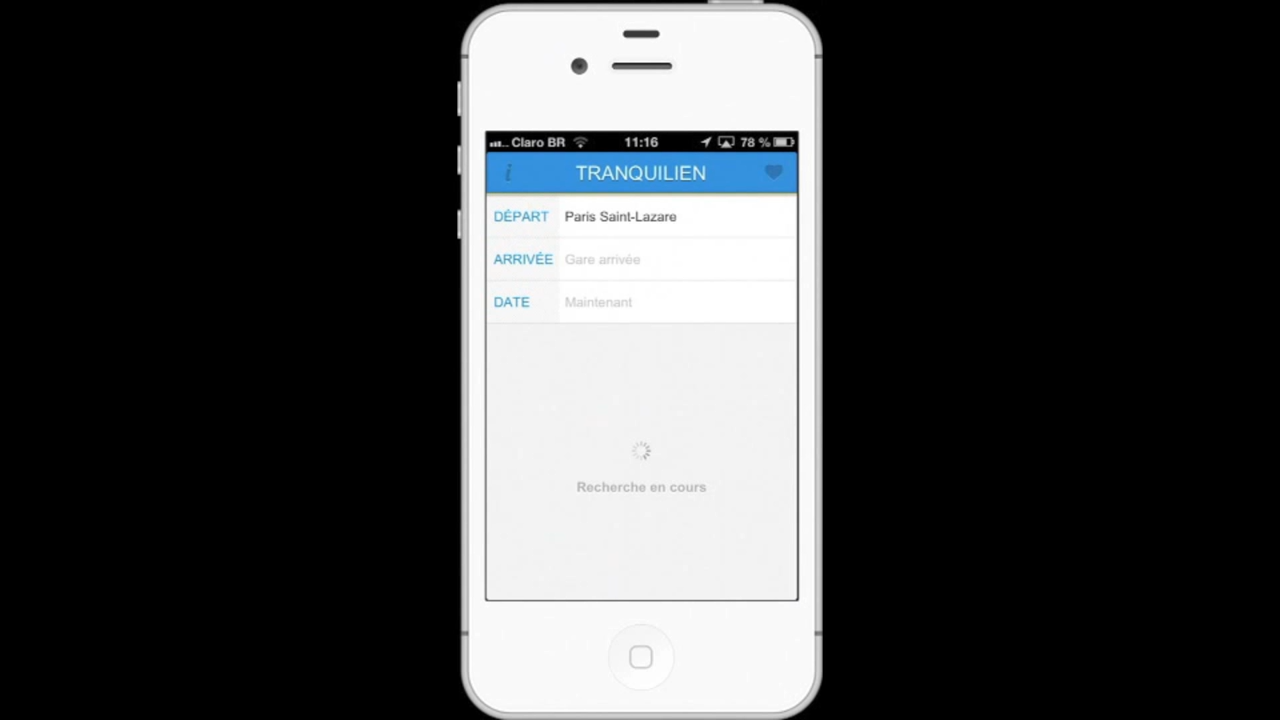 Claro BR 11:16 78 %
TRANQUILIEN
DÉPART Paris Saint-Lazare
ARRIVÉE Gare arrivée
DATE Maintenant
Recherche en cours